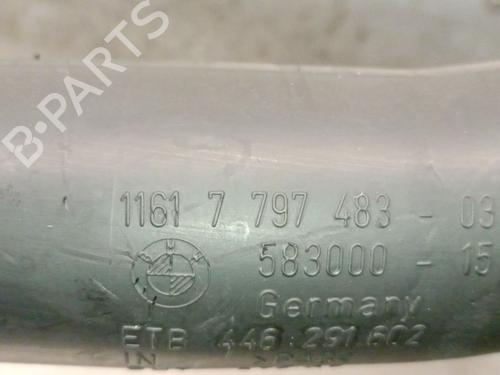 B-PARTS
1161 7 797 483 - 03
583000 - 15
Germany
ETB 446.291.602